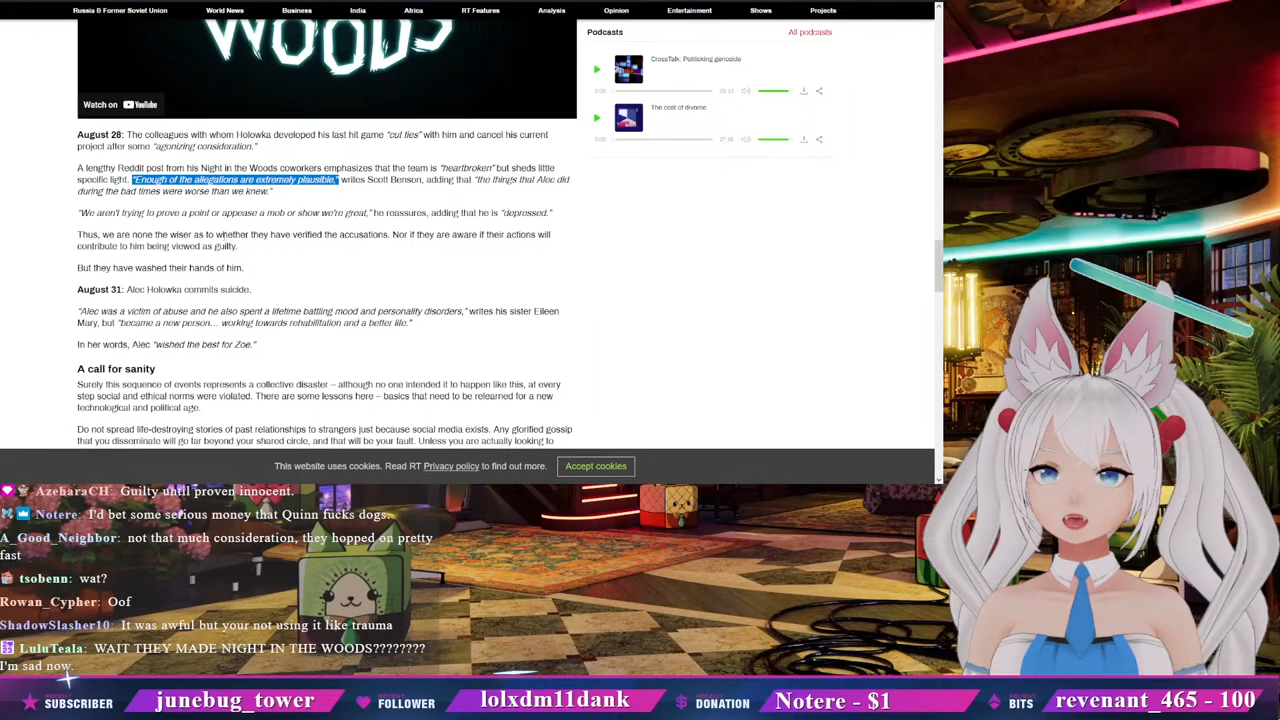 Russia & Former Soviet Union World News Business India Africa RT Features Analysis Opinion Entertainment Shows Projects
WOODS
Watch on YouTube
August 28: The colleagues with whom Holowka developed his last hit game "cut ties" with him and cancel his current
project after some "agonizing consideration."
A lengthy Reddit post from his Night in the Woods coworkers emphasizes that the team is "heartbroken" but sheds little
specific light. "Enough of the allegations are extremely plausible," writes Scott Benson, adding that "the things that Alec did
during the bad times were worse than we knew."
"We aren't trying to prove a point or appease a mob or show we're great," he reassures, adding that he is "depressed."
Thus, we are none the wiser as to whether they have verified the accusations. Nor if they are aware if their actions will
contribute to him being viewed as guilty.
But they have washed their hands of him.
August 31: Alec Holowka commits suicide.
"Alec was a victim of abuse and he also spent a lifetime battling mood and personality disorders," writes his sister Eileen
Mary, but "became a new person… working towards rehabilitation and a better life."
In her words, Alec "wished the best for Zoe."
A call for sanity
Surely this sequence of events represents a collective disaster – although no one intended it to happen like this, at every
step social and ethical norms were violated. There are some lessons here – basics that need to be relearned for a new
technological and political age.
Do not spread life-destroying stories of past relationships to strangers just because social media exists. Any glorified gossip
that you disseminate will go far beyond your shared circle, and that will be your fault. Unless you are actually looking to
Podcasts All podcasts
CrossTalk: Politicking genocide
0:00
The cost of divorce
0:00
This website uses cookies. Read RT Privacy policy to find out more. Accept cookies
AzeharaCH: Guilty until proven innocent.
Notere: I'd bet some serious money that Quinn fucks dogs.
A_Good_Neighbor: not that much consideration, they hopped on pretty
fast
tsobenn: wat?
Rowan_Cypher: Oof
ShadowSlasher10: It was awful but your not using it like trauma
LuluTeala: WAIT THEY MADE NIGHT IN THE WOODS????????
I'm sad now.
RECENT SUBSCRIBER junebug_tower RECENT FOLLOWER lolxdm11dank RECENT DONATION Notere - $1 RECENT BITS revenant_465 - 100